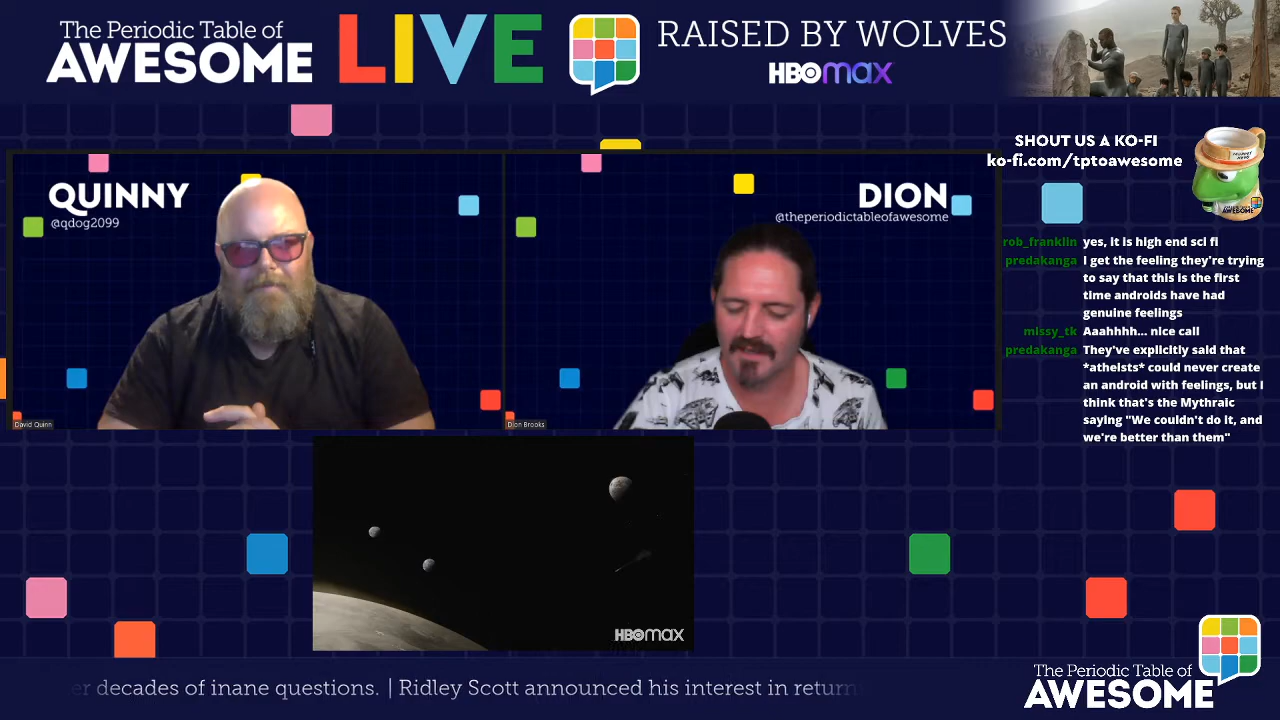 The Periodic Table of
AWESOME
LIVE
RAISED BY WOLVES
HBOmax
SHOUT US A KO-FI
ko-fi.com/tptoawesome
QUINNY
@qdog2099
DION
@theperiodictableofawesome
rob_franklin yes, it is high end sci fi
predakanga I get the feeling they're trying
to say that this is the first
time androids have had
genuine feelings
missy_tk Aaahhhh... nice call
predakanga They've explicitly said that
*atheists* could never create
an android with feelings, but I
think that's the Mythraic
saying "We couldn't do it, and
we're better than them"
David Quinn
Dion Brooks
HBOmax
er decades of inane questions. | Ridley Scott announced his interest in return
The Periodic Table of
AWESOME